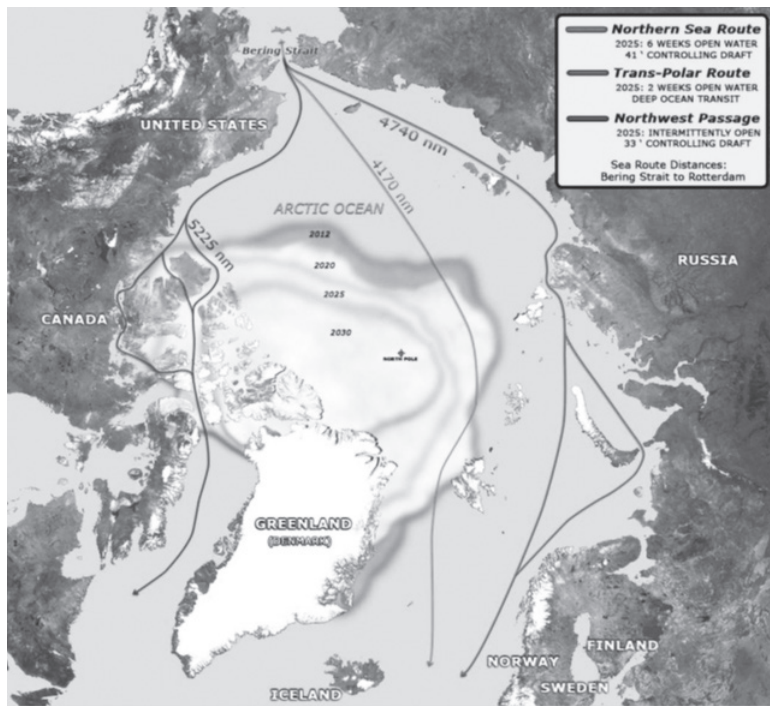 Northern Sea Route
2025: 6 WEEKS OPEN WATER
41' CONTROLLING DRAFT
Trans-Polar Route
2025: 2 WEEKS OPEN WATER
DEEP OCEAN TRANSIT
Northwest Passage
2025: INTERMITTENTLY OPEN
33' CONTROLLING DRAFT
Sea Route Distances:
Bering Strait to Rotterdam
Bering Strait
UNITED STATES
4740 nm
4170 nm
ARCTIC OCEAN
5225 nm
2012
2020
2025
2030
NORTH POLE
RUSSIA
CANADA
GREENLAND
(DENMARK)
ICELAND
NORWAY
FINLAND
SWEDEN